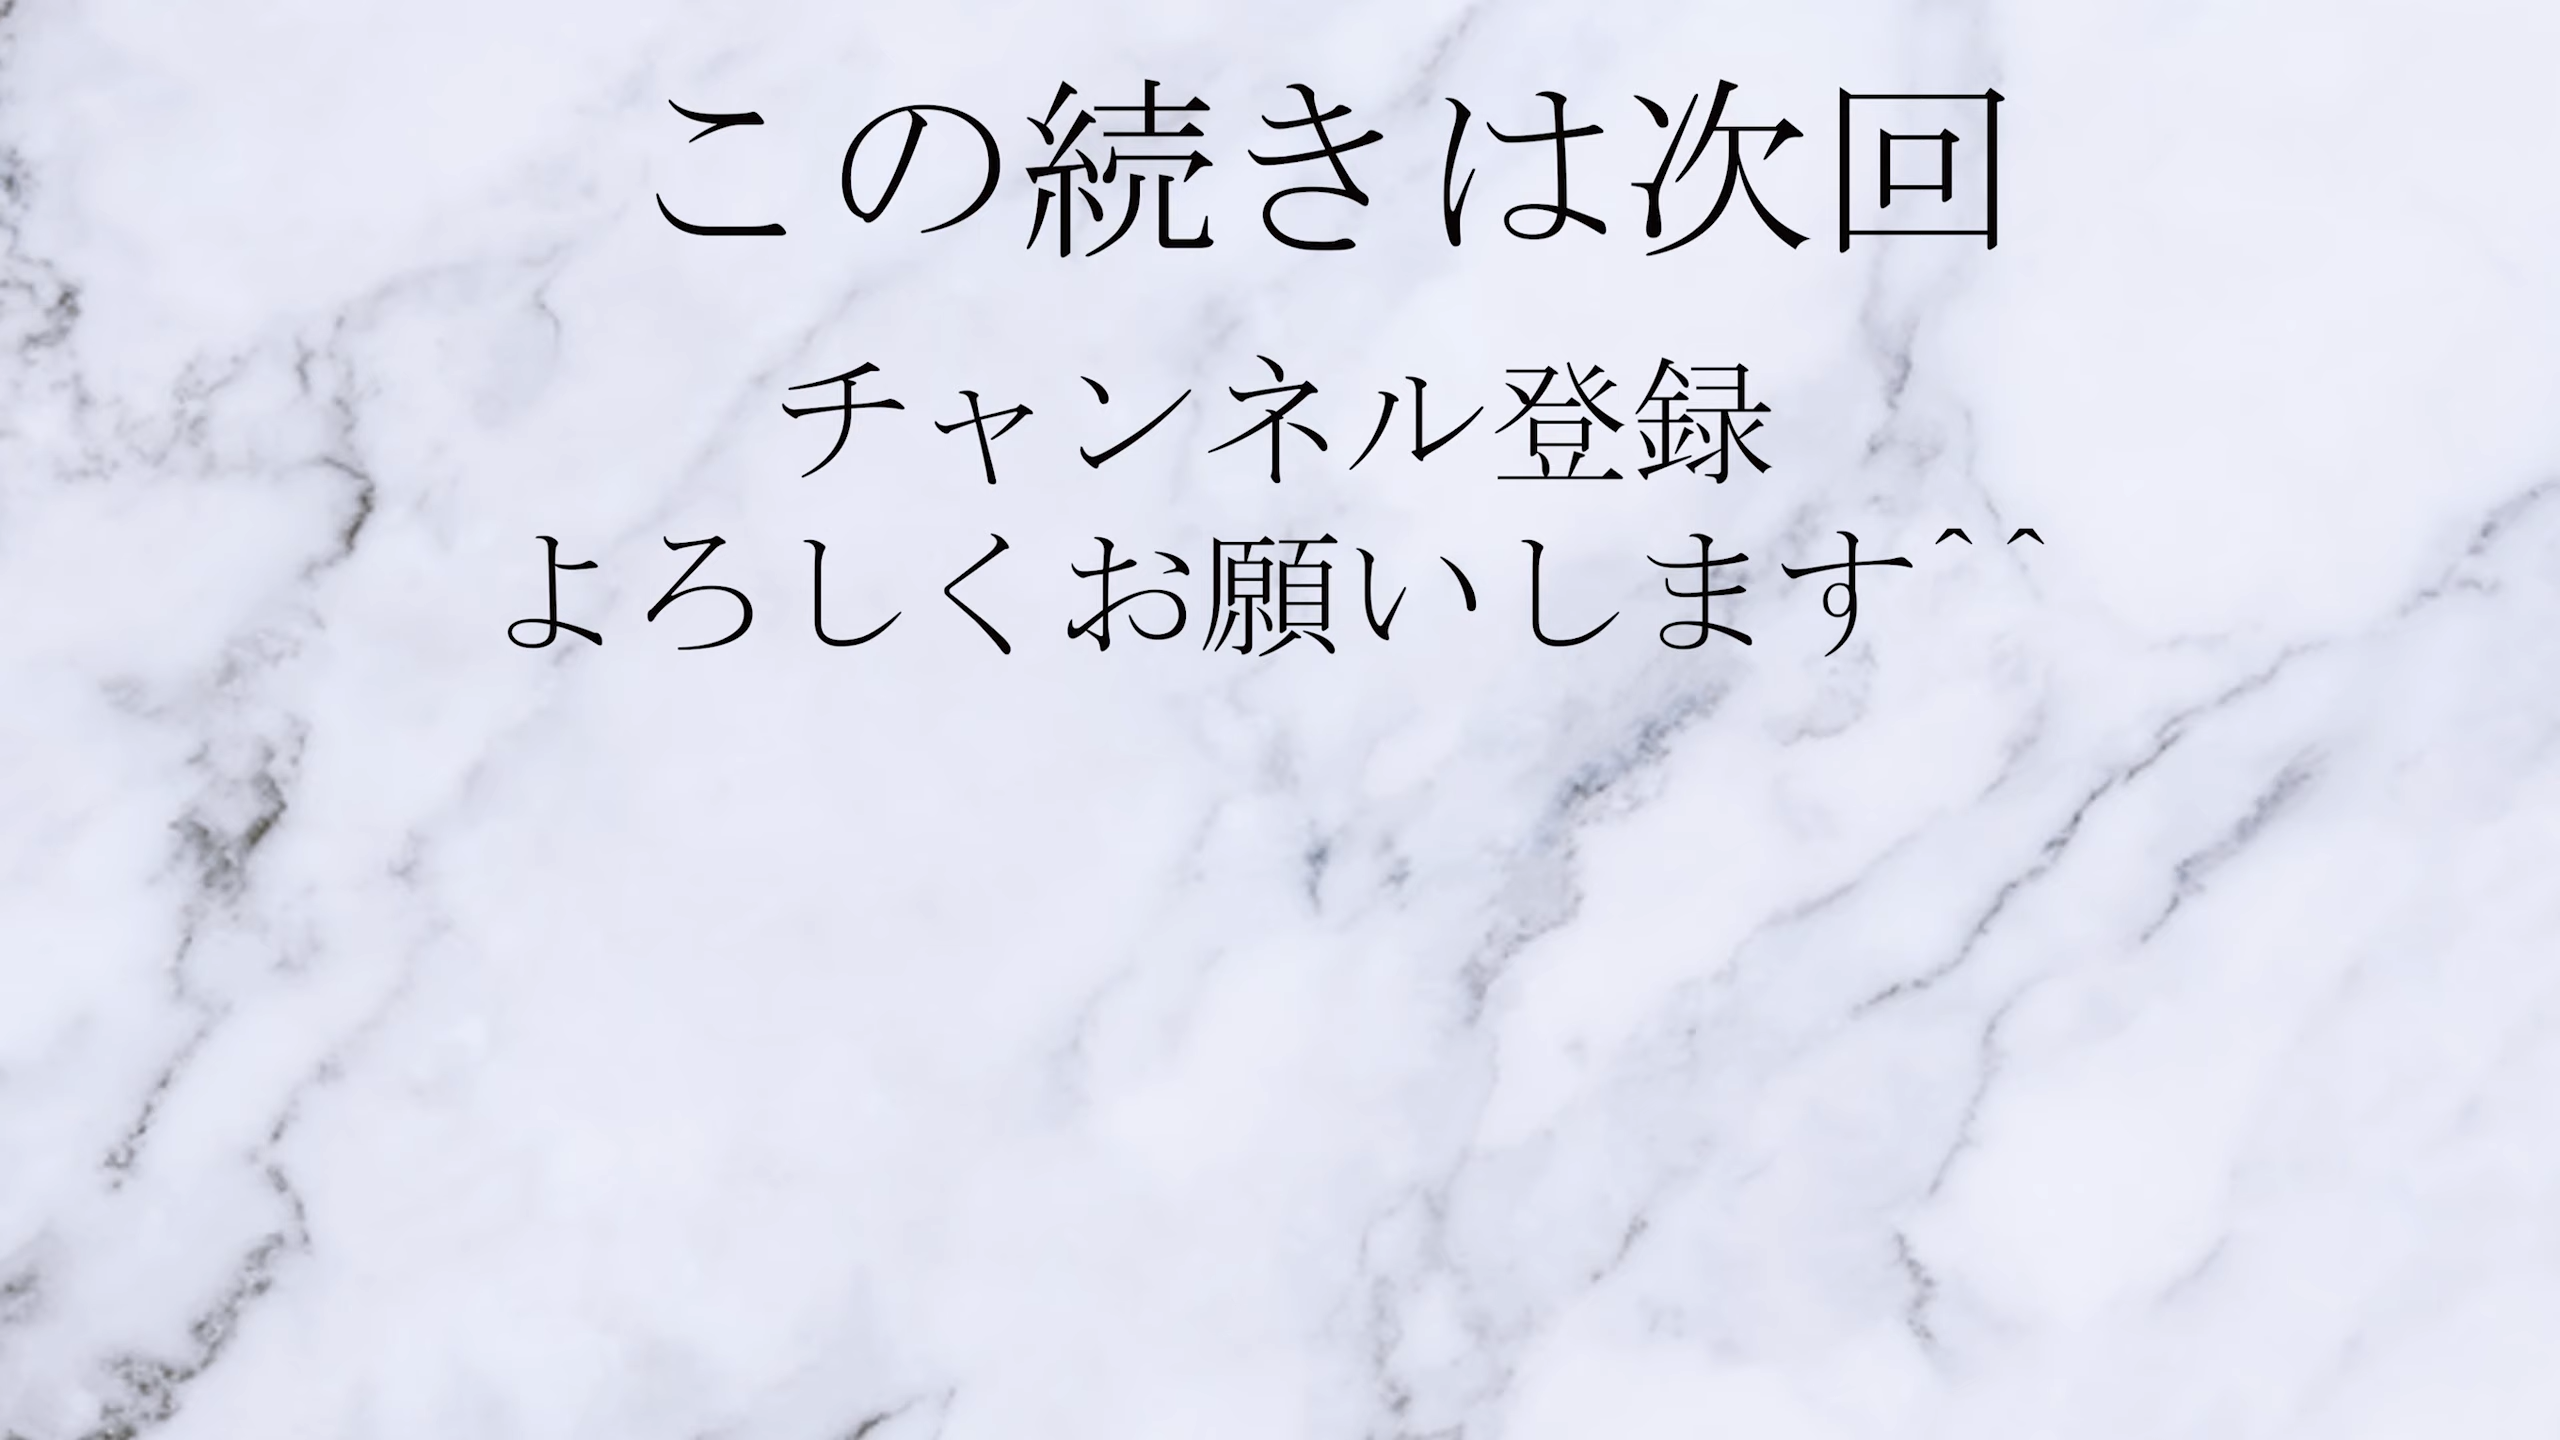 この続きは次回
チャンネル登録
よろしくお願いします^ ^